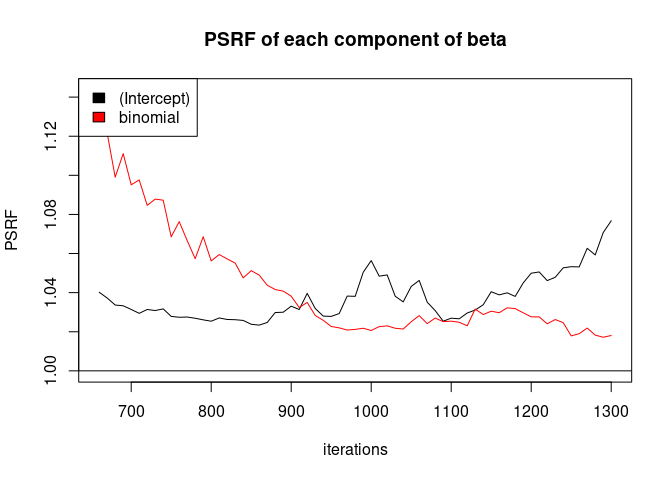 PSRF of each component of beta
(Intercept)
binomial
PSRF
1.12
1.08
1.04
1.00
700 800 900 1000 1100 1200 1300
iterations